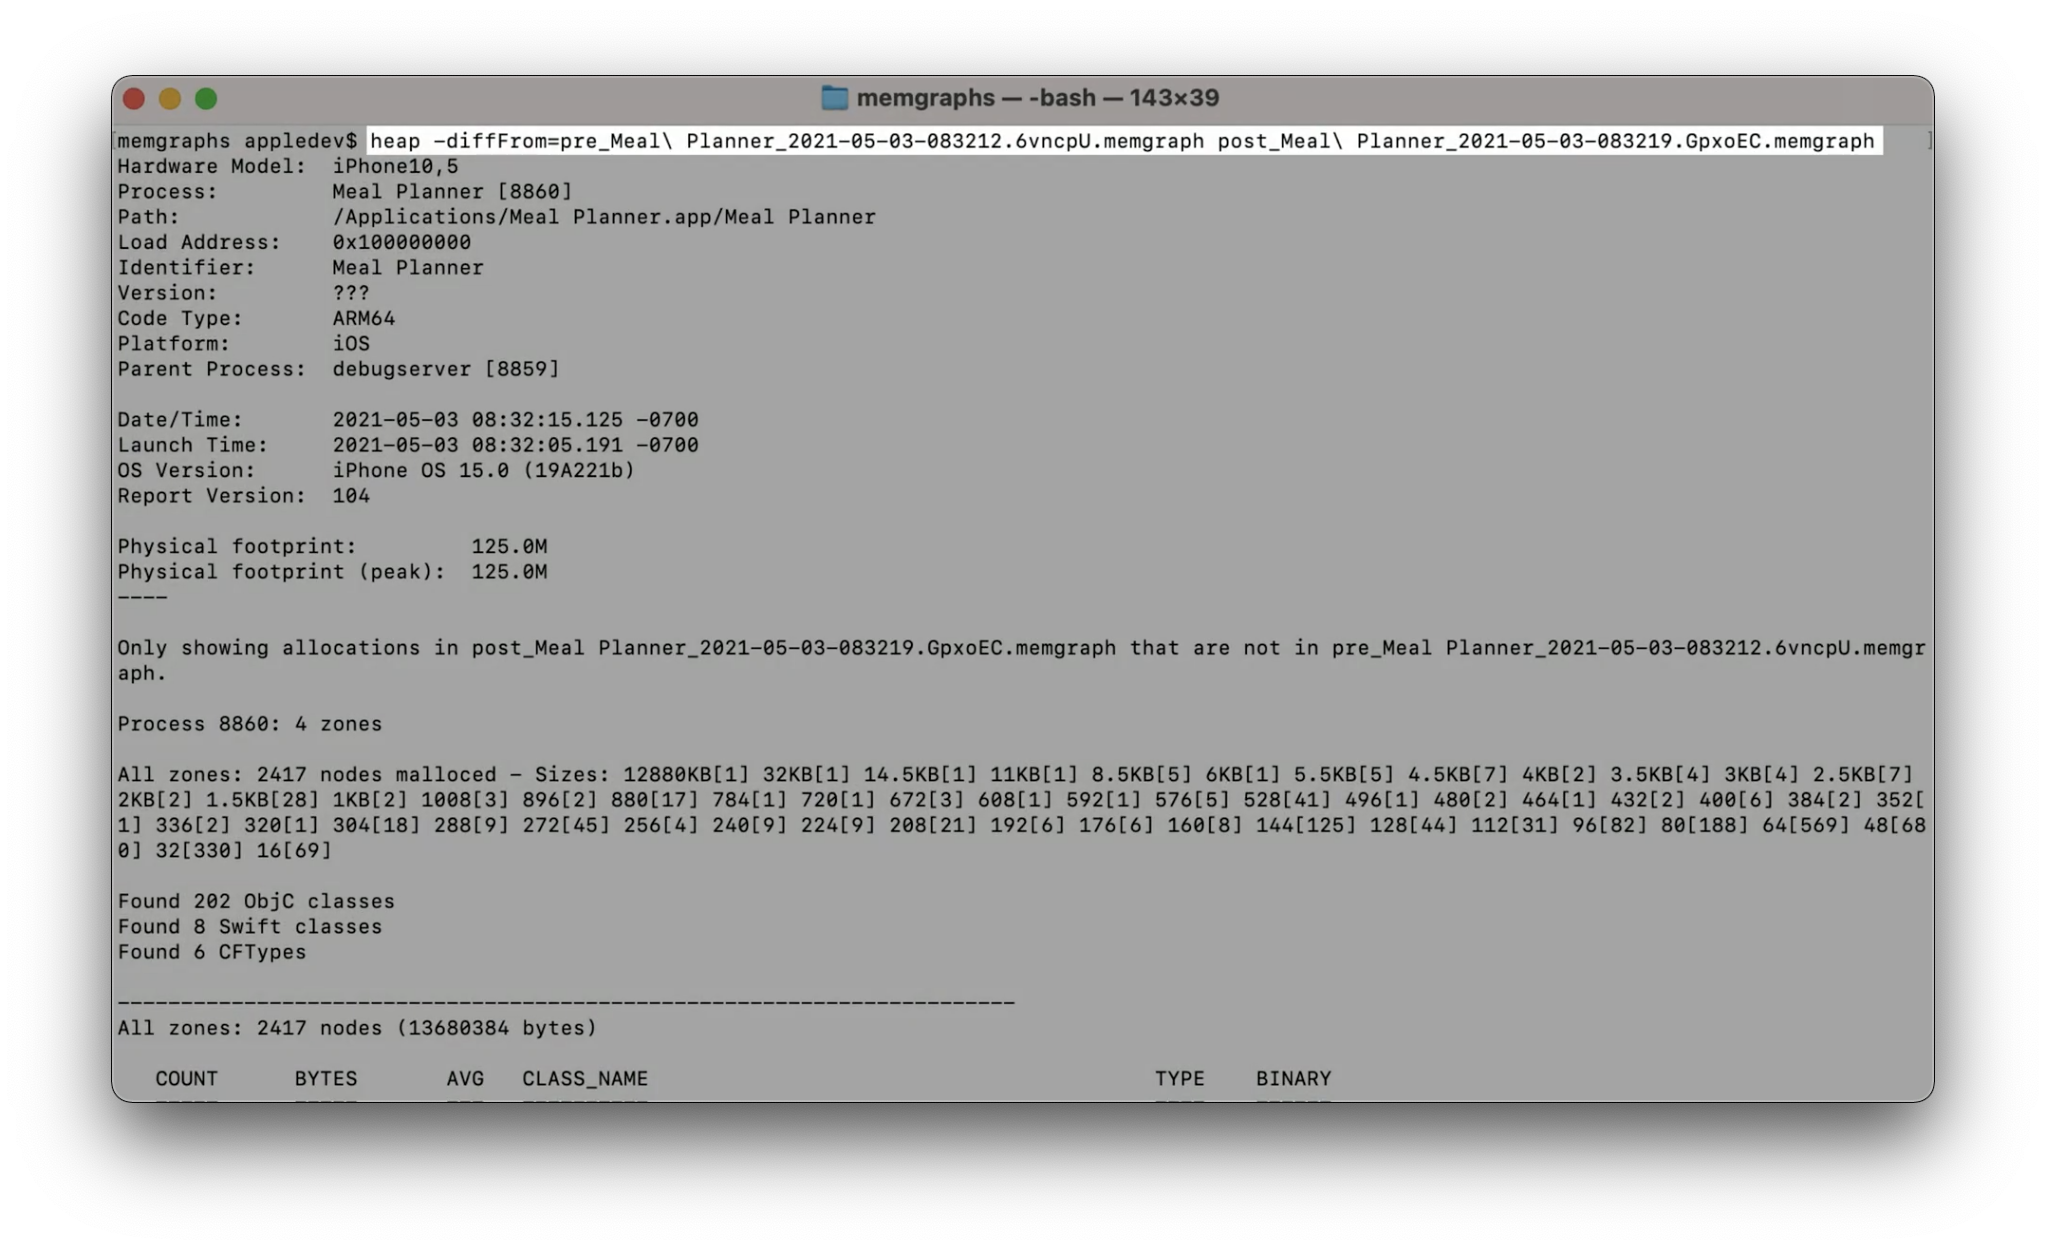 memgraphs — -bash — 143×39
[memgraphs appledev$ heap -diffFrom=pre_Meal\ Planner_2021-05-03-083212.6vncpU.memgraph post_Meal\ Planner_2021-05-03-083219.GpxoEC.memgraph ]
Hardware Model: iPhone10,5
Process: Meal Planner [8860]
Path: /Applications/Meal Planner.app/Meal Planner
Load Address: 0x100000000
Identifier: Meal Planner
Version: ???
Code Type: ARM64
Platform: iOS
Parent Process: debugserver [8859]
Date/Time: 2021-05-03 08:32:15.125 -0700
Launch Time: 2021-05-03 08:32:05.191 -0700
OS Version: iPhone OS 15.0 (19A221b)
Report Version: 104
Physical footprint: 125.0M
Physical footprint (peak): 125.0M
----
Only showing allocations in post_Meal Planner_2021-05-03-083219.GpxoEC.memgraph that are not in pre_Meal Planner_2021-05-03-083212.6vncpU.memgr
aph.
Process 8860: 4 zones
All zones: 2417 nodes malloced - Sizes: 12880KB[1] 32KB[1] 14.5KB[1] 11KB[1] 8.5KB[5] 6KB[1] 5.5KB[5] 4.5KB[7] 4KB[2] 3.5KB[4] 3KB[4] 2.5KB[7]
2KB[2] 1.5KB[28] 1KB[2] 1008[3] 896[2] 880[17] 784[1] 720[1] 672[3] 608[1] 592[1] 576[5] 528[41] 496[1] 480[2] 464[1] 432[2] 400[6] 384[2] 352[
1] 336[2] 320[1] 304[18] 288[9] 272[45] 256[4] 240[9] 224[9] 208[21] 192[6] 176[6] 160[8] 144[125] 128[44] 112[31] 96[82] 80[188] 64[569] 48[68
0] 32[330] 16[69]
Found 202 ObjC classes
Found 8 Swift classes
Found 6 CFTypes
-----------------------------------------------------------------------
All zones: 2417 nodes (13680384 bytes)
COUNT BYTES AVG CLASS_NAME TYPE BINARY